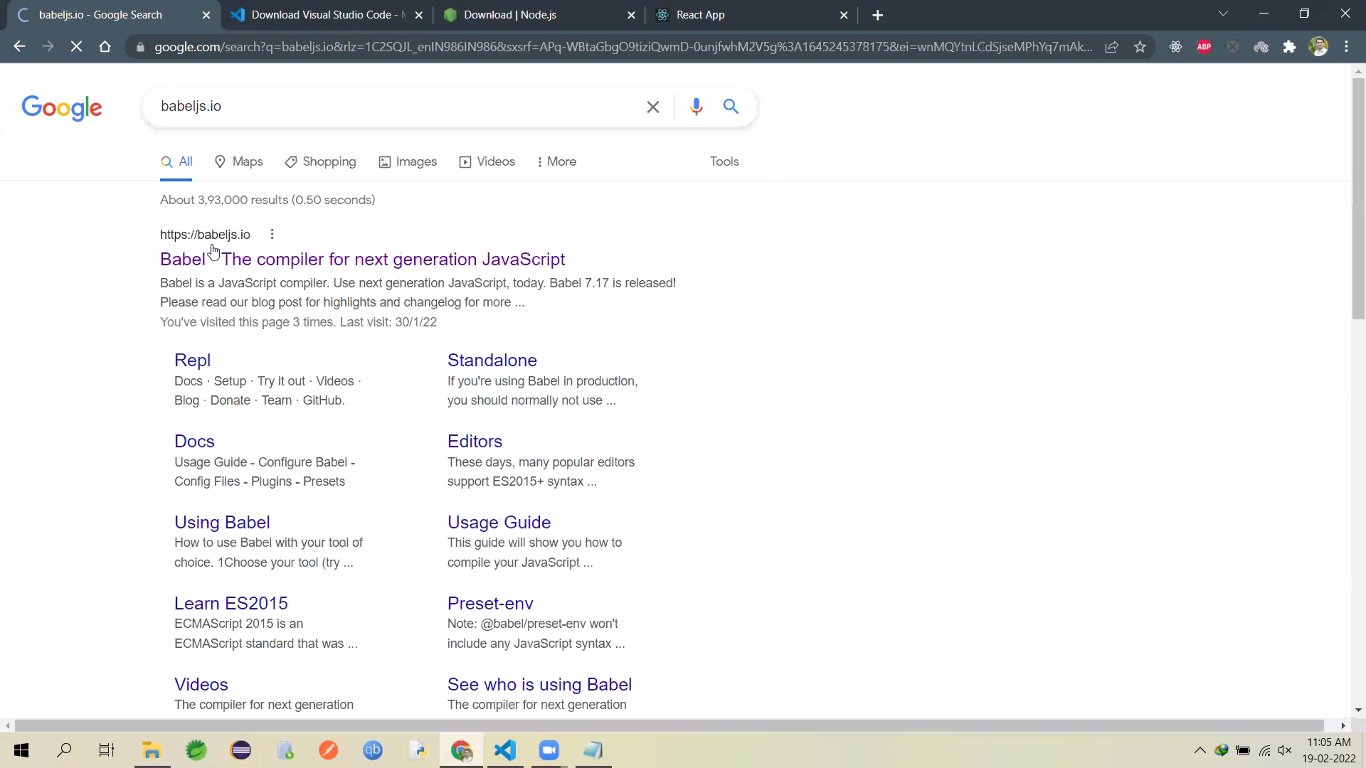 babeljs.io - Google Search
Download Visual Studio Code - M
Download | Node.js
React App
google.com/search?q=babeljs.io&rlz=1C2SQJL_enIN986IN986&sxsrf=APq-WBtaGbgO9tiziQwmD-0unjfwhM2V5g%3A1645245378175&ei=wnMQYtnLCdSjseMPhYq7mAk...
ABP
Google
babeljs.io
All
Maps
Shopping
Images
Videos
More
Tools
About 3,93,000 results (0.50 seconds)
https://babeljs.io
Babel · The compiler for next generation JavaScript
Babel is a JavaScript compiler. Use next generation JavaScript, today. Babel 7.17 is released!
Please read our blog post for highlights and changelog for more ...
You've visited this page 3 times. Last visit: 30/1/22
Repl
Docs · Setup · Try it out · Videos ·
Blog · Donate · Team · GitHub.
Standalone
If you're using Babel in production,
you should normally not use ...
Docs
Usage Guide - Configure Babel -
Config Files - Plugins - Presets
Editors
These days, many popular editors
support ES2015+ syntax ...
Using Babel
How to use Babel with your tool of
choice. 1Choose your tool (try ...
Usage Guide
This guide will show you how to
compile your JavaScript ...
Learn ES2015
ECMAScript 2015 is an
ECMAScript standard that was ...
Preset-env
Note: @babel/preset-env won't
include any JavaScript syntax ...
Videos
The compiler for next generation
See who is using Babel
The compiler for next generation
qb
11:05 AM
19-02-2022